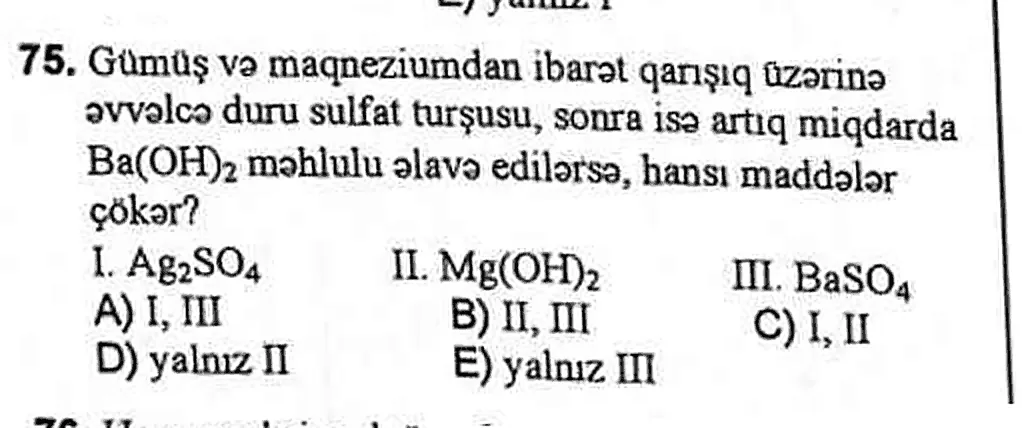 75. Gümüş və maqneziumdan ibarət qarışıq üzərinə
əvvəlcə duru sulfat turşusu, sonra isə artıq miqdarda
Ba(OH)₂ məhlulu əlavə edilərsə, hansı maddələr
çökər?
I. Ag₂SO₄ II. Mg(OH)₂ III. BaSO₄
A) I, III B) II, III C) I, II
D) yalnız II E) yalnız III